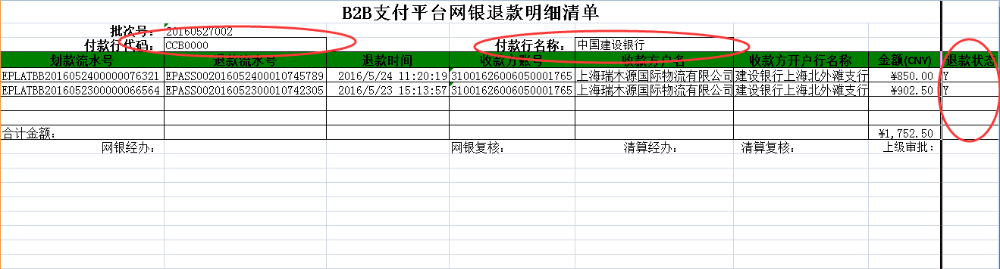 B2B支付平台网银退款明细清单
批次号： 20160527002
付款行代码： CCB0000 付款行名称： 中国建设银行
划款流水号 退款流水号 退款时间 收款方账号 收款方户名 收款方开户行名称 金额(CNY) 退款状态
EPLATBB2016052400000076321 EPASS002016052400010745789 2016/5/24 11:20:19 31001626006050001765 上海瑞木源国际物流有限公司 建设银行上海北外滩支行 ¥850.00 Y
EPLATBB2016052300000066564 EPASS002016052300010742305 2016/5/23 15:13:57 31001626006050001765 上海瑞木源国际物流有限公司 建设银行上海北外滩支行 ¥902.50 Y
合计金额： ¥1,752.50
网银经办： 网银复核： 清算经办： 清算复核： 上级审批：